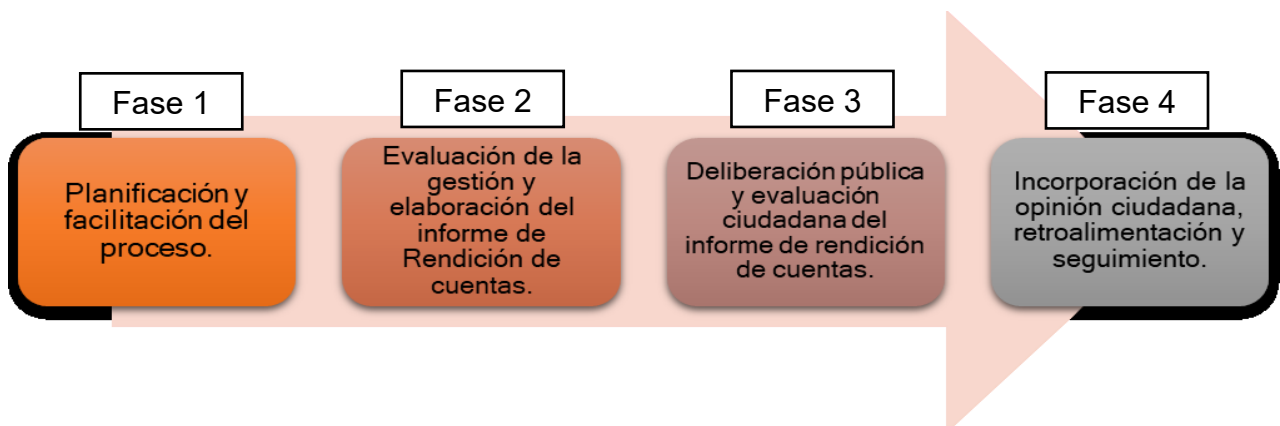 Fase 1
Planificación y
facilitación del
proceso.
Fase 2
Evaluación de la
gestión y
elaboración del
informe de
Rendición de
cuentas.
Fase 3
Deliberación pública
y evaluación
ciudadana del
informe de rendición
de cuentas.
Fase 4
Incorporación de la
opinión ciudadana,
retroalimentación y
seguimiento.